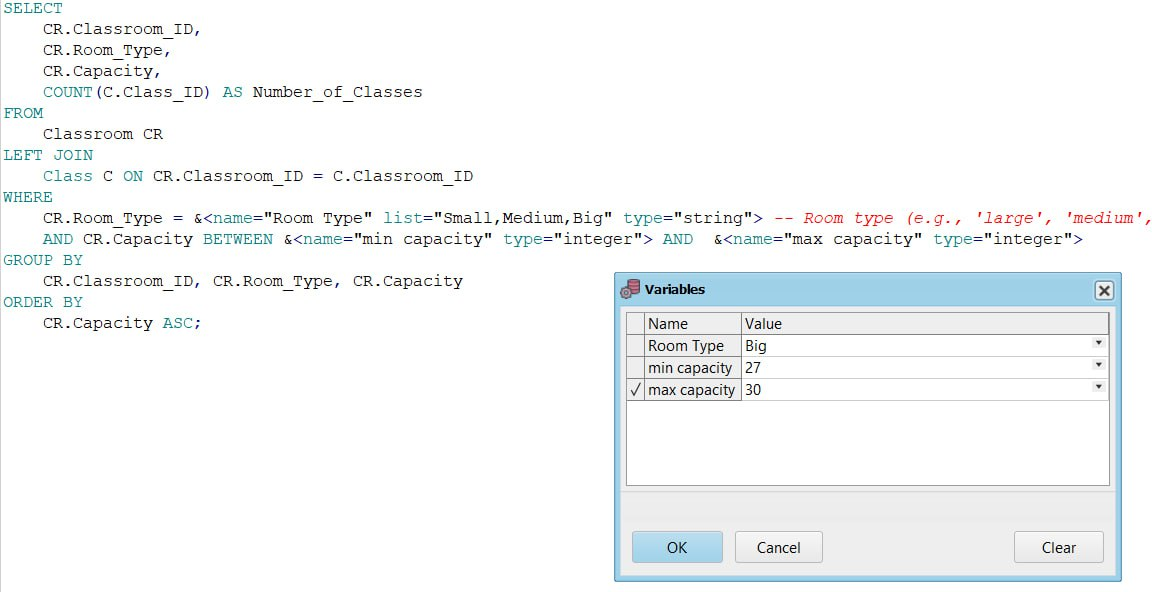 SELECT
CR.Classroom_ID,
CR.Room_Type,
CR.Capacity,
COUNT(C.Class_ID) AS Number_of_Classes
FROM
Classroom CR
LEFT JOIN
Class C ON CR.Classroom_ID = C.Classroom_ID
WHERE
CR.Room_Type = &<name="Room Type" list="Small,Medium,Big" type="string"> -- Room type (e.g., 'large', 'medium',
AND CR.Capacity BETWEEN &<name="min capacity" type="integer"> AND  &<name="max capacity" type="integer">
GROUP BY
CR.Classroom_ID, CR.Room_Type, CR.Capacity
ORDER BY
CR.Capacity ASC;
Variables
Name Value
Room Type Big
min capacity 27
max capacity 30
OK Cancel Clear